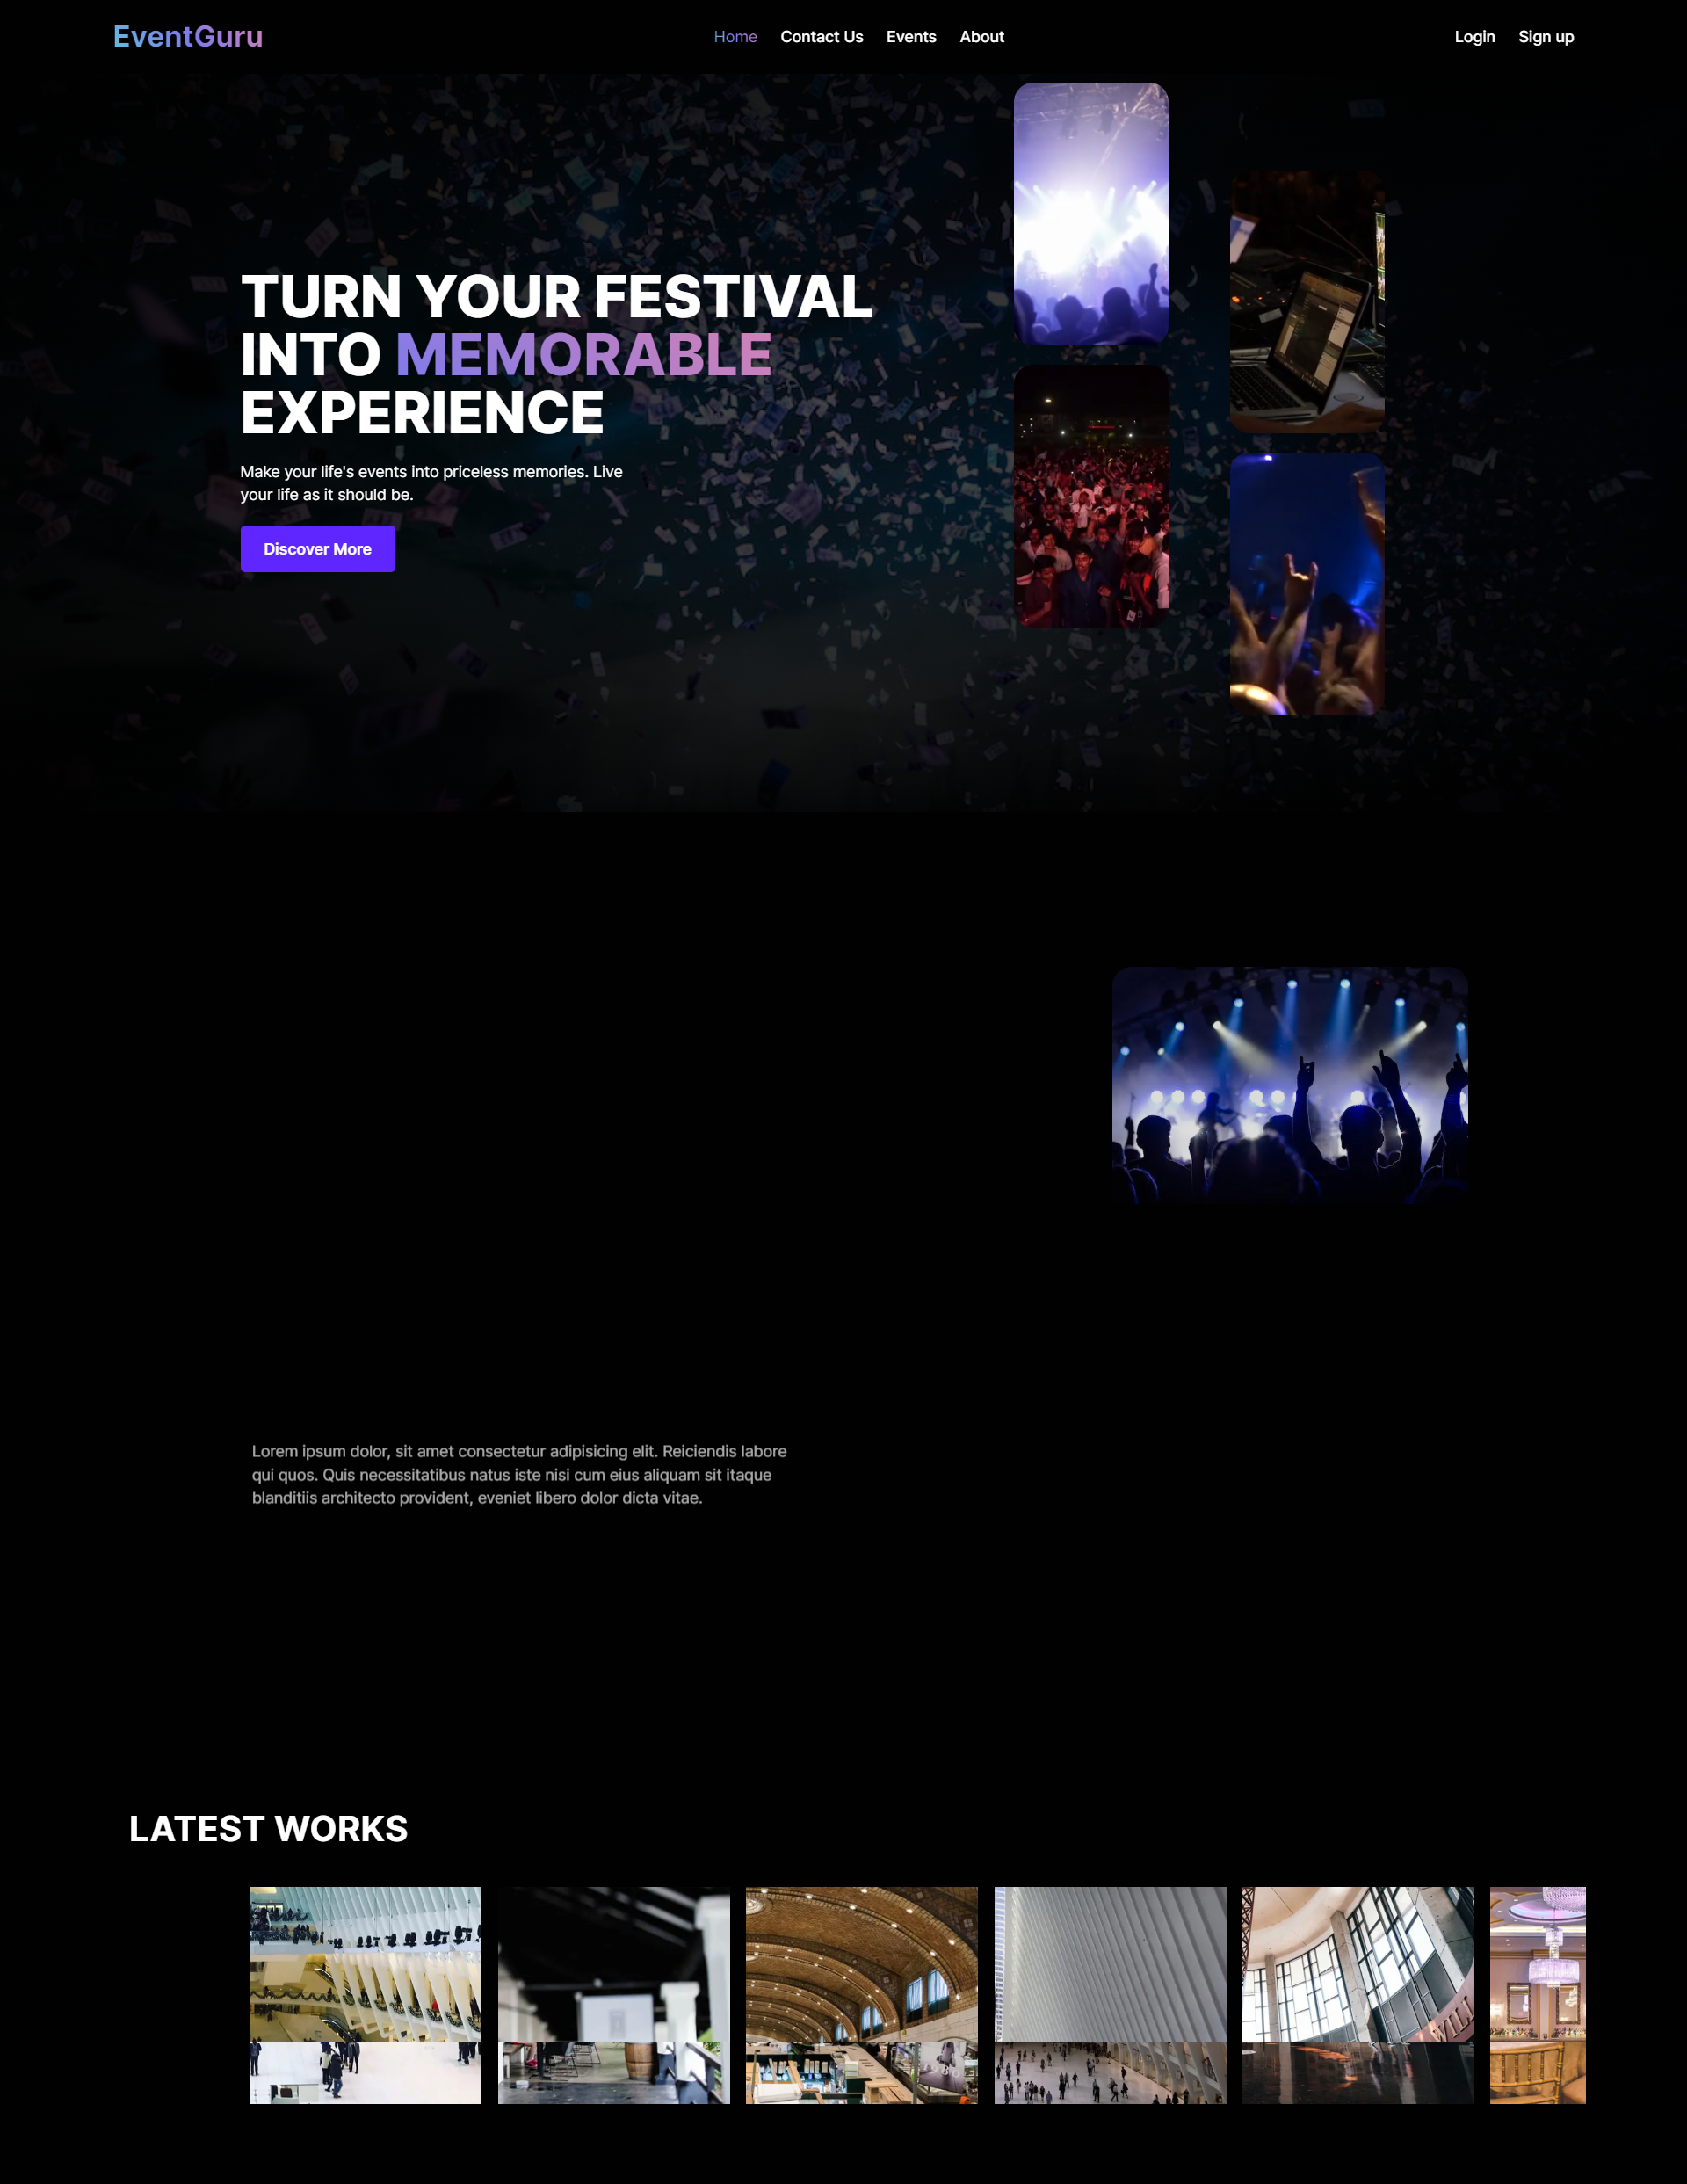 EventGuru
Home Contact Us Events About
Login Sign up
TURN YOUR FESTIVAL
INTO MEMORABLE
EXPERIENCE
Make your life's events into priceless memories. Live
your life as it should be.
Discover More
Lorem ipsum dolor, sit amet consectetur adipisicing elit. Reiciendis labore
qui quos. Quis necessitatibus natus iste nisi cum eius aliquam sit itaque
blanditiis architecto provident, eveniet libero dolor dicta vitae.
LATEST WORKS